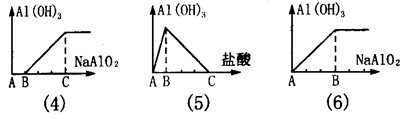 Al(OH)₃ Al(OH)₃ Al(OH)₃
NaAlO₂ 盐酸 NaAlO₂
A B C A B C A B
(4) (5) (6)